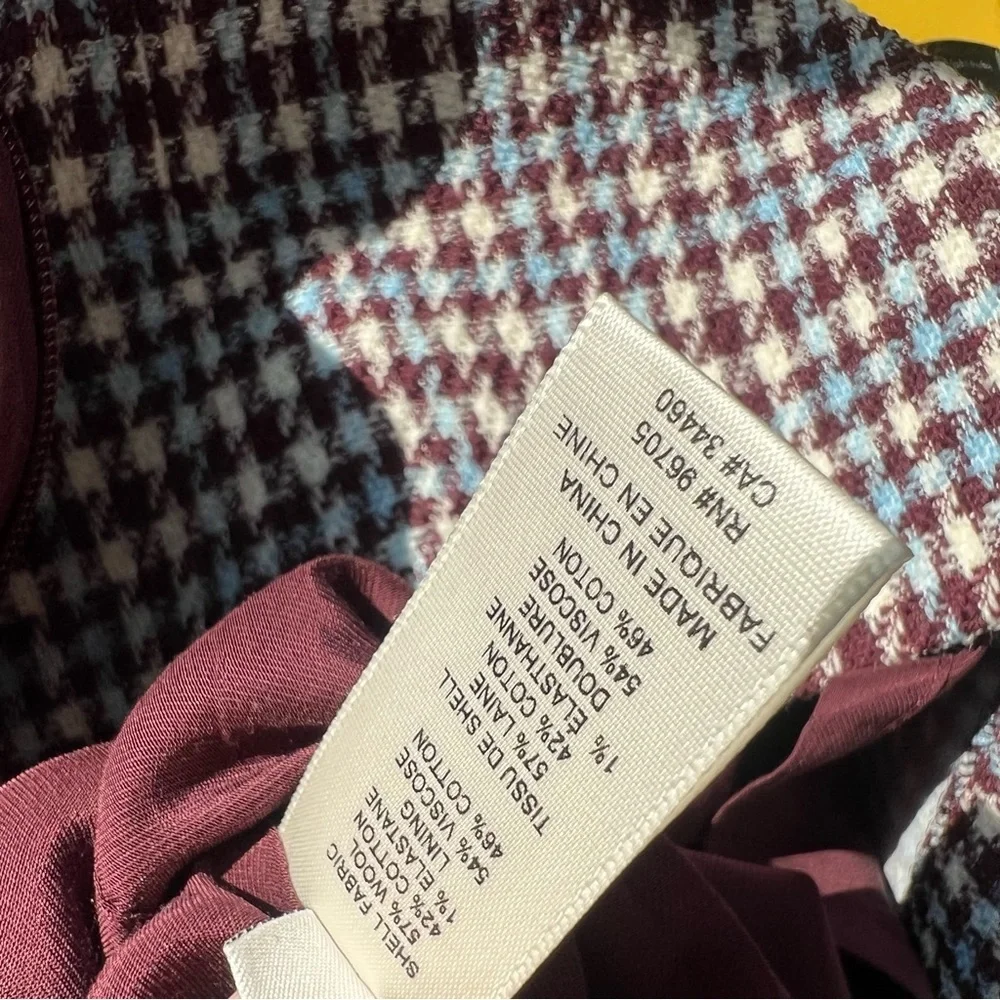 SHELL FABRIC
57% WOOL
42% COTTON
1% ELASTANE
LINING
54% VISCOSE
46% COTTON
TISSU DE SHELL
57% LAINE
42% COTON
1% ÉLASTHANNE
DOUBLURE
54% VISCOSE
46% COTON
MADE IN CHINA
FABRIQUE EN CHINE
RN# 96705
CA# 34460